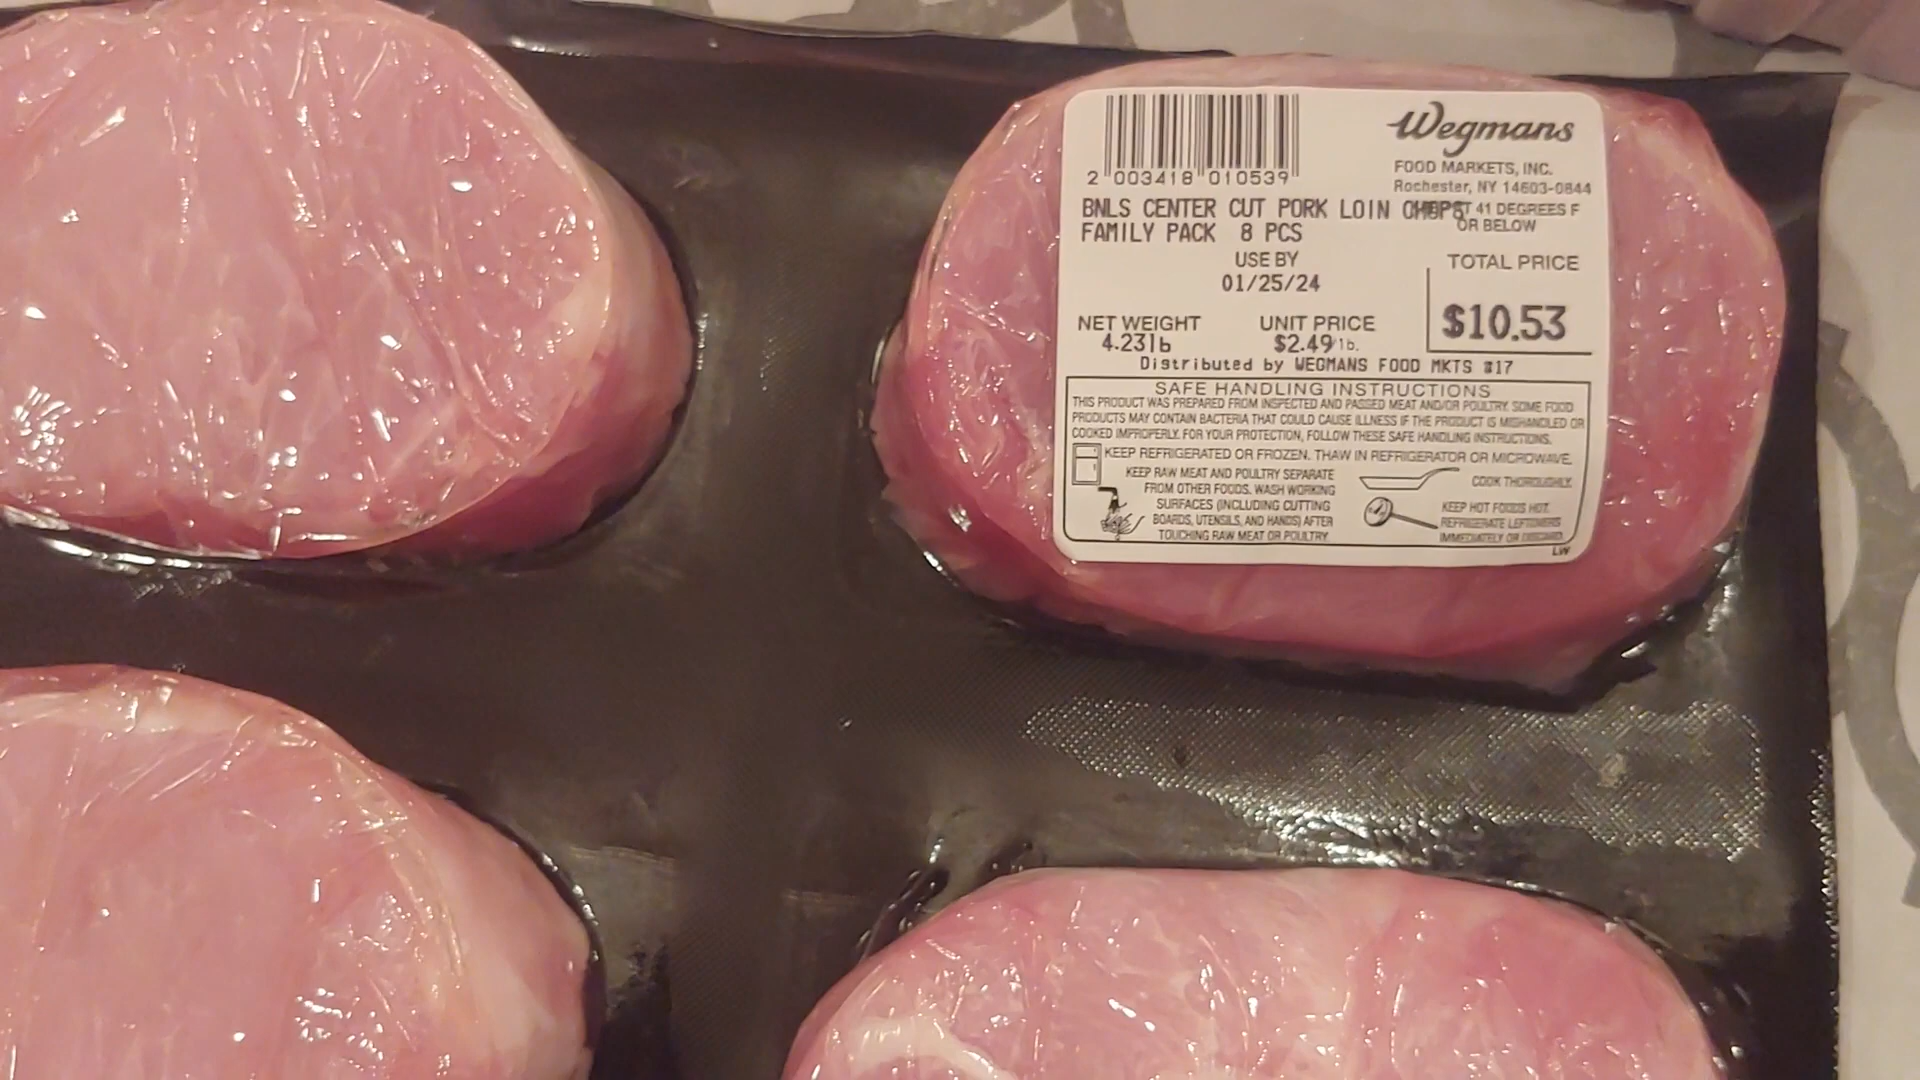 Wegmans
FOOD MARKETS, INC.
Rochester, NY 14603-0844
2 003418 010539
BNLS CENTER CUT PORK LOIN CHOPS 41 DEGREES F
OR BELOW
FAMILY PACK 8 PCS
USE BY
01/25/24
TOTAL PRICE
$10.53
NET WEIGHT
4.23lb
UNIT PRICE
$2.49 lb.
Distributed by WEGMANS FOOD MKTS #17
SAFE HANDLING INSTRUCTIONS
THIS PRODUCT WAS PREPARED FROM INSPECTED AND PASSED MEAT AND/OR POULTRY. SOME FOOD
PRODUCTS MAY CONTAIN BACTERIA THAT COULD CAUSE ILLNESS IF THE PRODUCT IS MISHANDLED OR
COOKED IMPROPERLY. FOR YOUR PROTECTION, FOLLOW THESE SAFE HANDLING INSTRUCTIONS.
KEEP REFRIGERATED OR FROZEN. THAW IN REFRIGERATOR OR MICROWAVE.
KEEP RAW MEAT AND POULTRY SEPARATE
FROM OTHER FOODS. WASH WORKING
SURFACES (INCLUDING CUTTING
BOARDS, UTENSILS, AND HANDS) AFTER
TOUCHING RAW MEAT OR POULTRY
COOK THOROUGHLY.
KEEP HOT FOODS HOT.
REFRIGERATE LEFTOVERS
IMMEDIATELY OR DISCARD.
LW